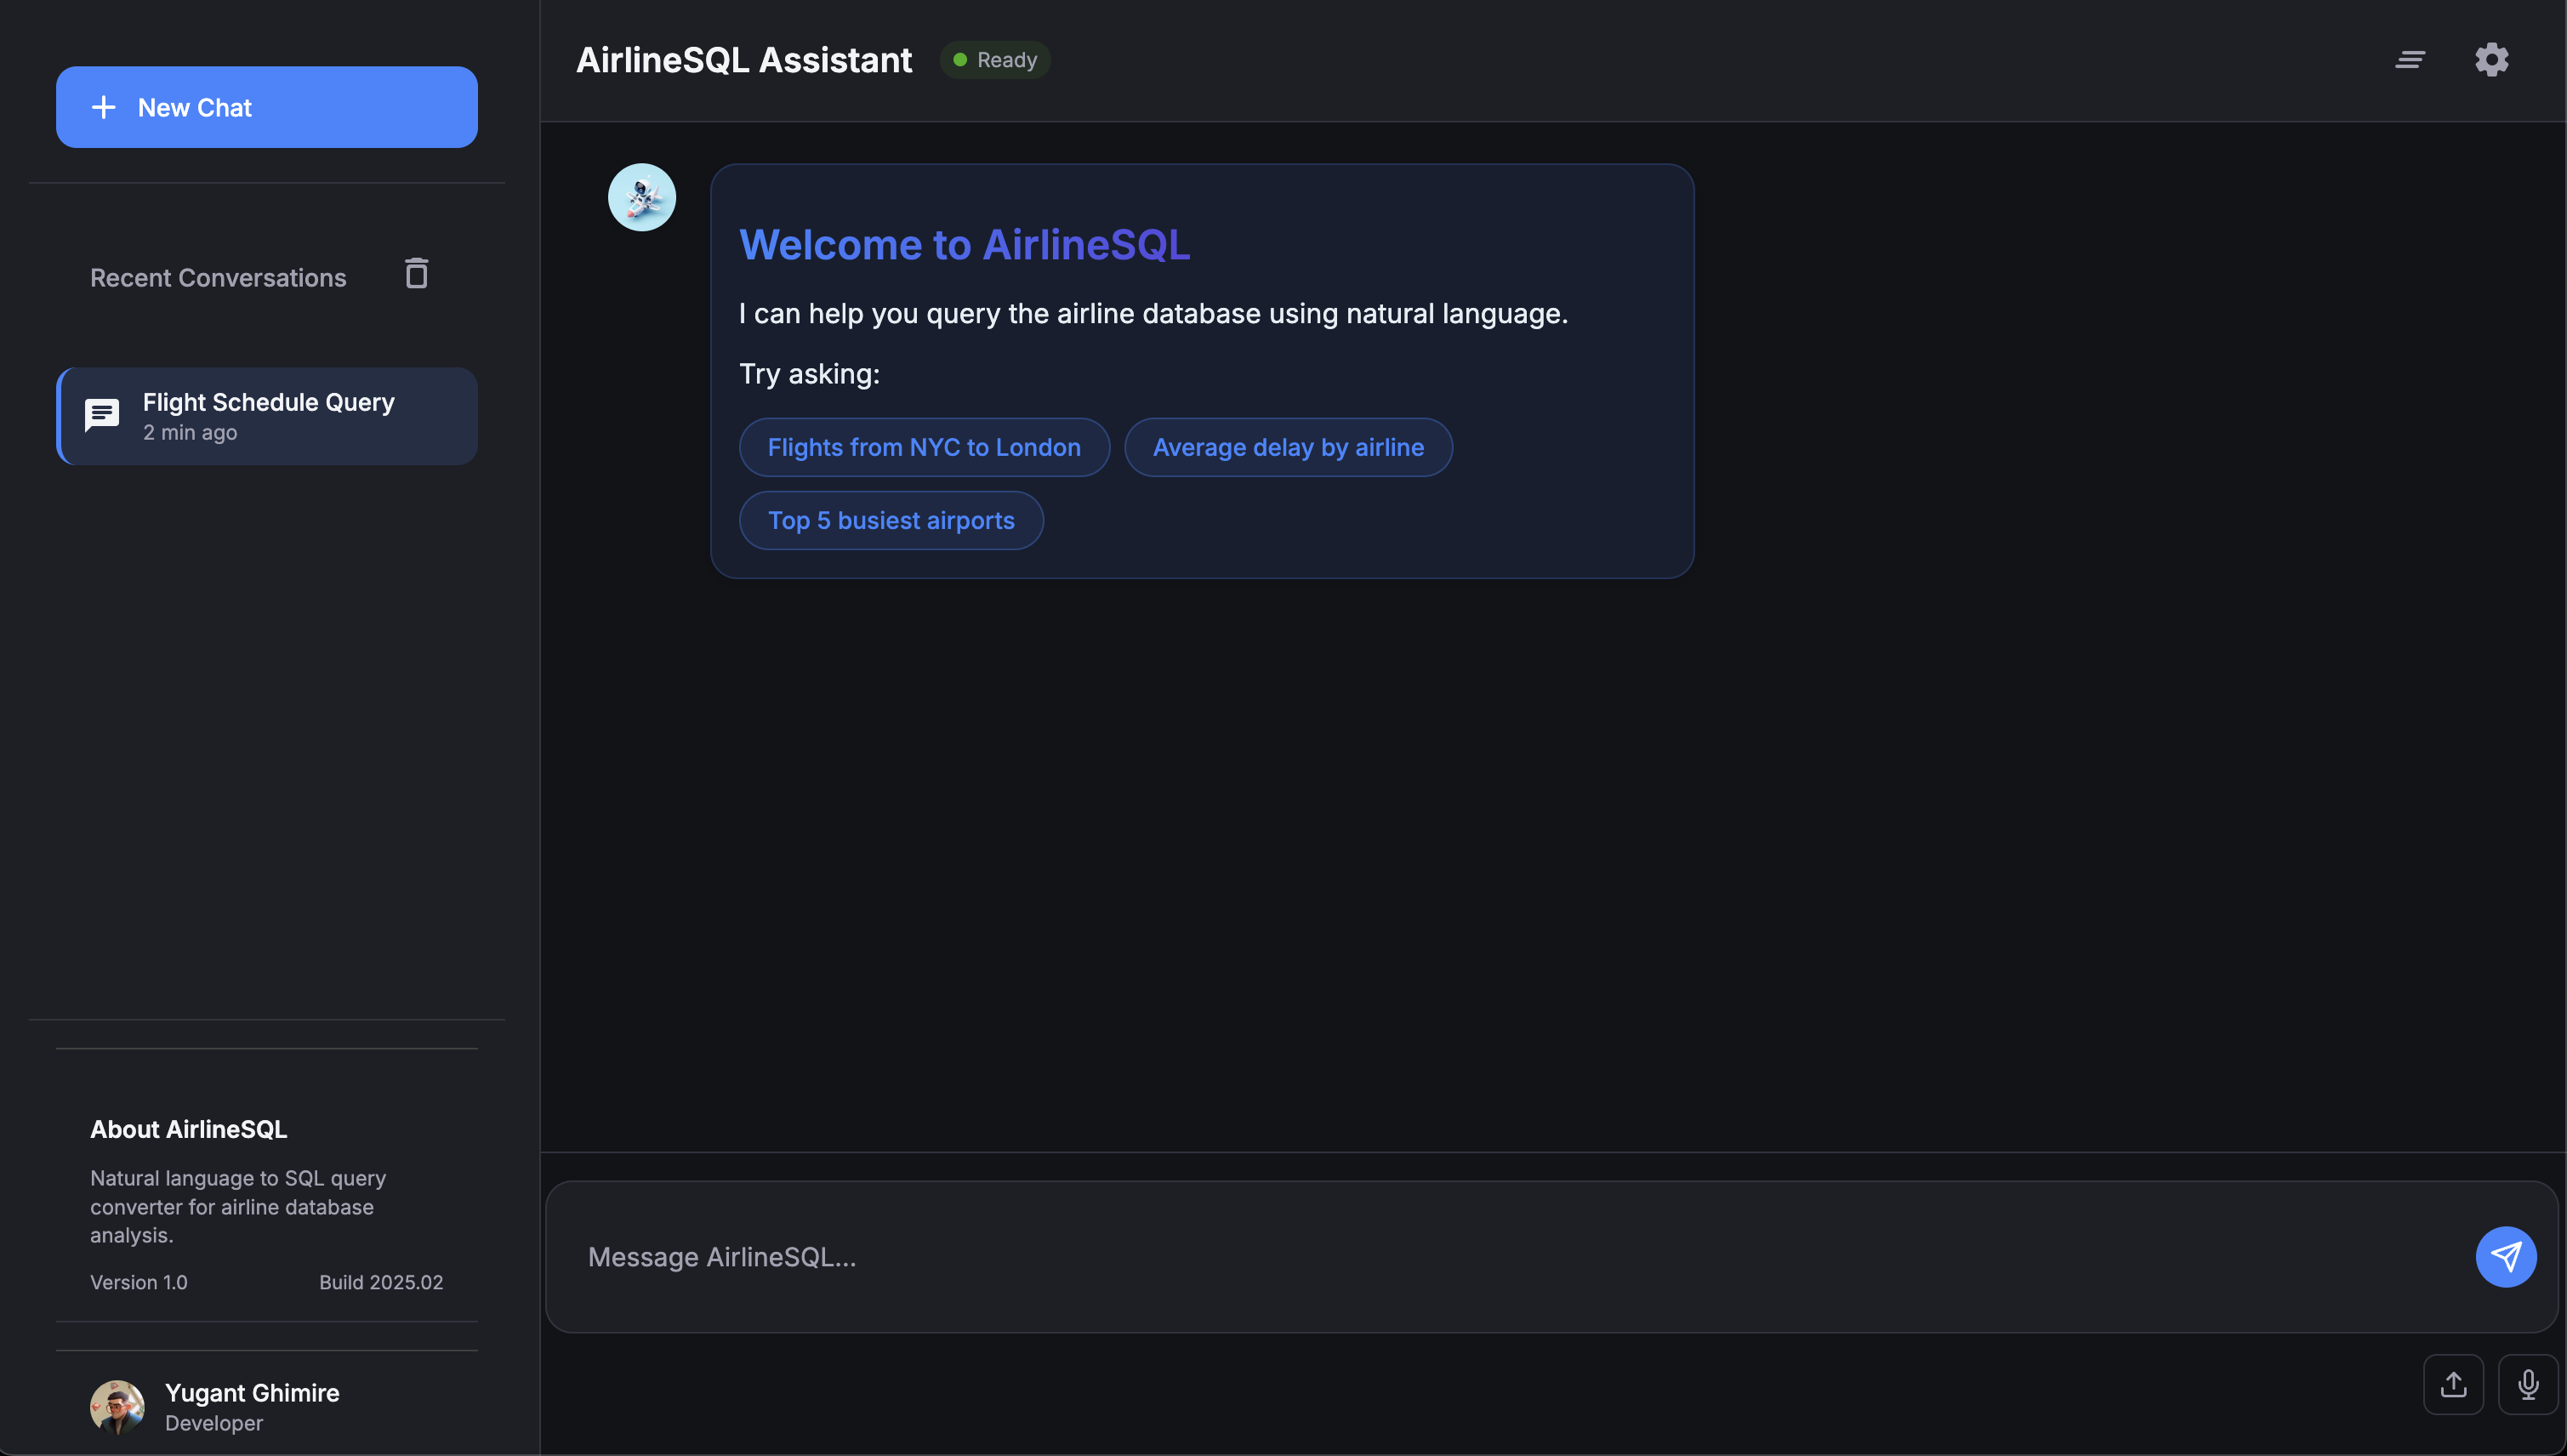 New Chat
Recent Conversations
Flight Schedule Query
2 min ago
About AirlineSQL
Natural language to SQL query
converter for airline database
analysis.
Version 1.0 Build 2025.02
Yugant Ghimire
Developer
AirlineSQL Assistant Ready
Welcome to AirlineSQL
I can help you query the airline database using natural language.
Try asking:
Flights from NYC to London Average delay by airline
Top 5 busiest airports
Message AirlineSQL...